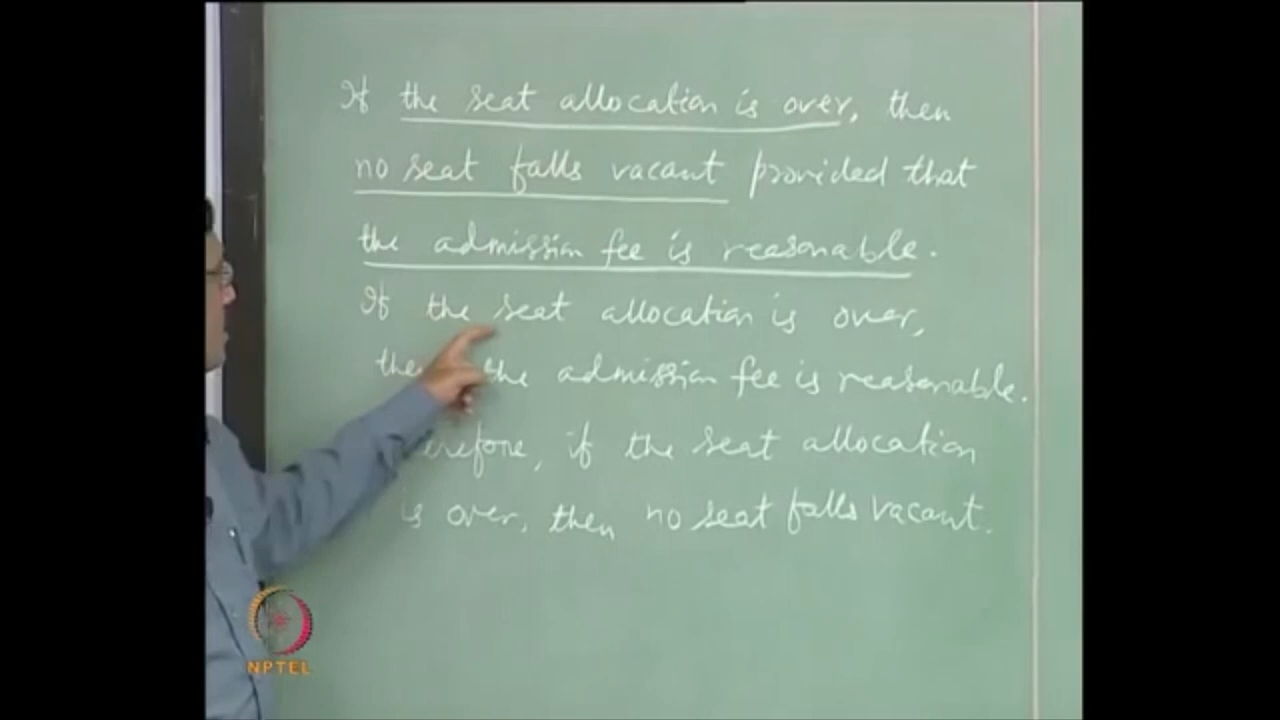 If the seat allocation is over, then
no seat falls vacant provided that
the admission fee is reasonable.
If the seat allocation is over,
the admission fee is reasonable.
if the seat allocation
is over, then no seat falls vacant.
NPTEL